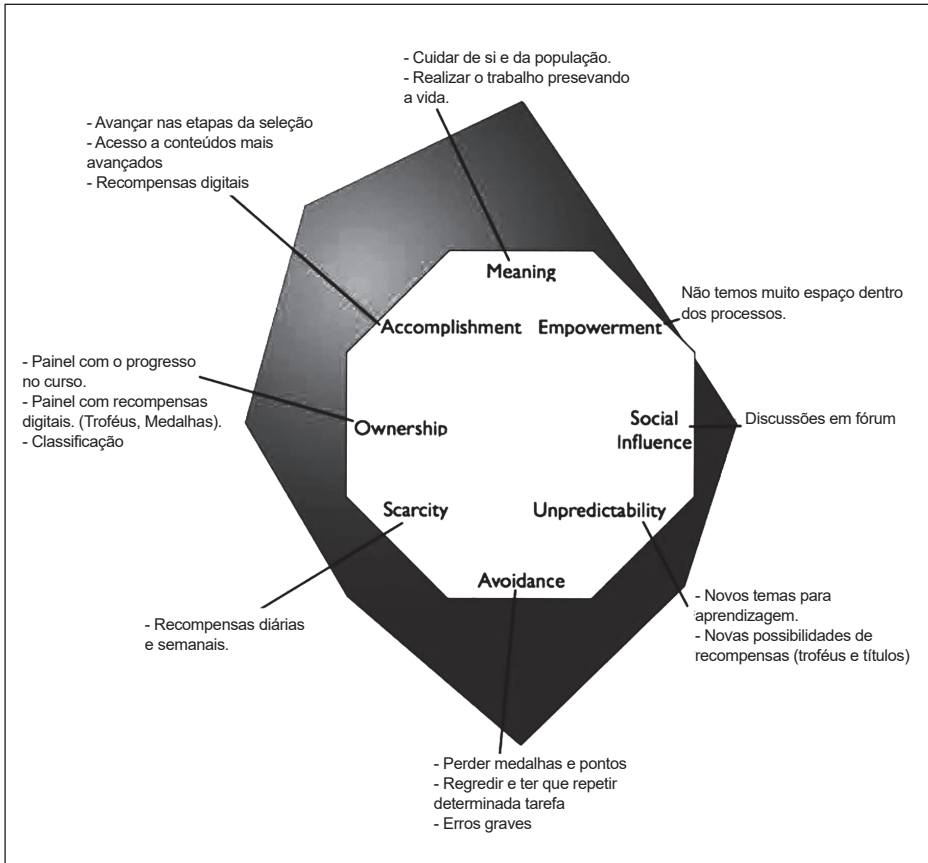 - Cuidar de si e da população.
- Realizar o trabalho presevando
a vida.
- Avançar nas etapas da seleção
- Acesso a conteúdos mais
avançados
- Recompensas digitais
Meaning
Não temos muito espaço dentro
dos processos.
Accomplishment
Empowerment
- Painel com o progresso
no curso.
- Painel com recompensas
digitais. (Troféus, Medalhas).
- Classificação
Ownership
Social
Influence
Discussões em fórum
Scarcity
Unpredictability
Avoidance
- Recompensas diárias
e semanais.
- Novos temas para
aprendizagem.
- Novas possibilidades de
recompensas (troféus e títulos)
- Perder medalhas e pontos
- Regredir e ter que repetir
determinada tarefa
- Erros graves